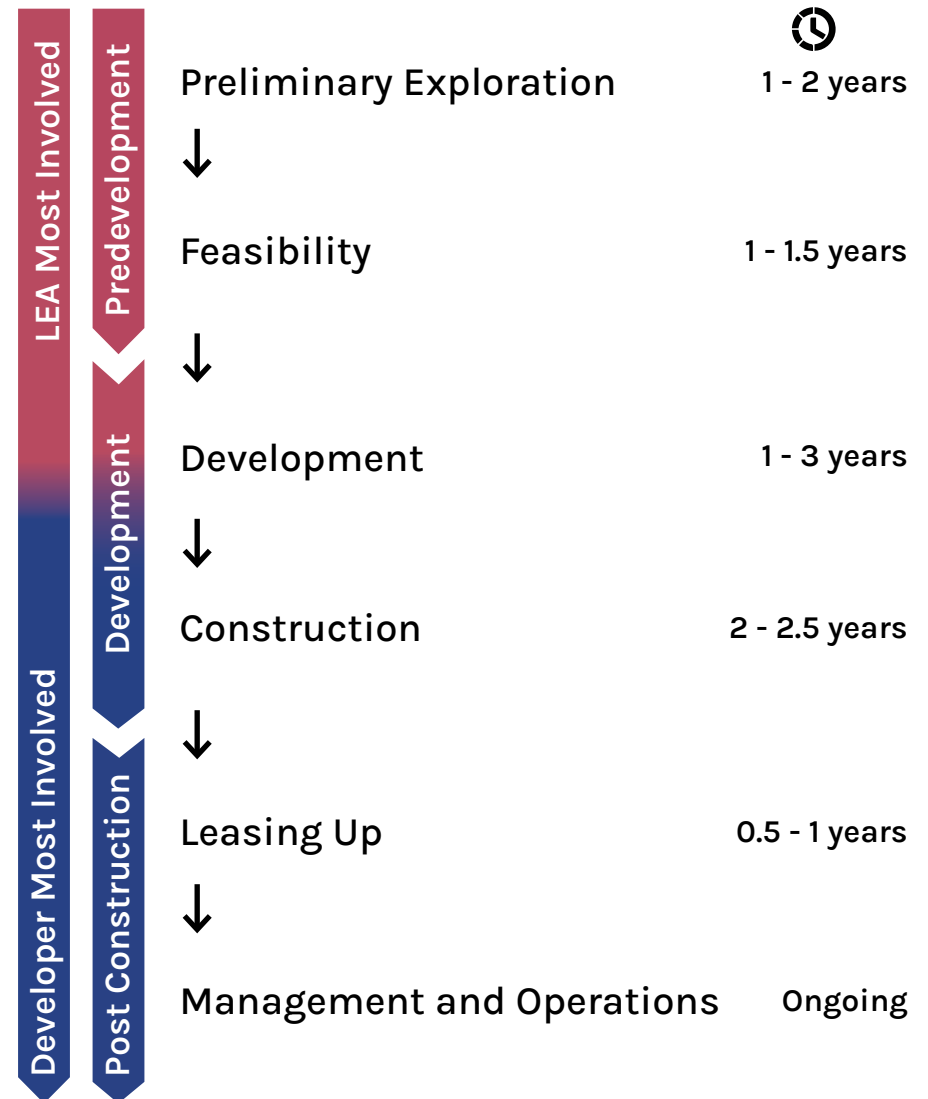 LEA Most Involved
Developer Most Involved
Predevelopment
Development
Post Construction
Preliminary Exploration 1 - 2 years
Feasibility 1 - 1.5 years
Development 1 - 3 years
Construction 2 - 2.5 years
Leasing Up 0.5 - 1 years
Management and Operations Ongoing